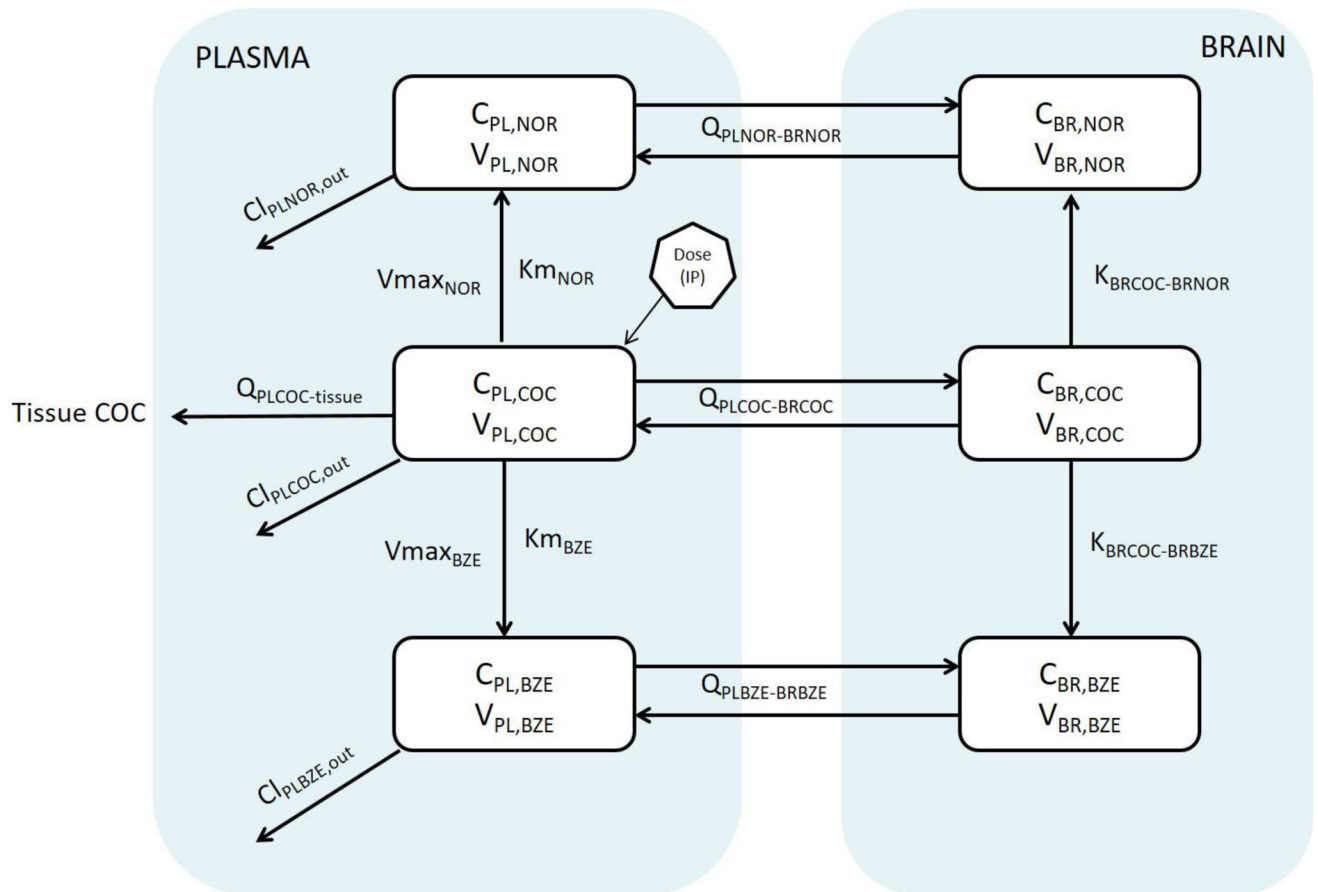 PLASMA
BRAIN
C_PL,NOR
V_PL,NOR
Q_PLNOR-BRNOR
C_BR,NOR
V_BR,NOR
Cl_PLNOR,out
Vmax_NOR
Km_NOR
Dose
(IP)
K_BRCOC-BRNOR
Tissue COC
Q_PLCOC-tissue
C_PL,COC
V_PL,COC
Q_PLCOC-BRCOC
C_BR,COC
V_BR,COC
Cl_PLCOC,out
Vmax_BZE
Km_BZE
K_BRCOC-BRBZE
C_PL,BZE
V_PL,BZE
Q_PLBZE-BRBZE
C_BR,BZE
V_BR,BZE
Cl_PLBZE,out